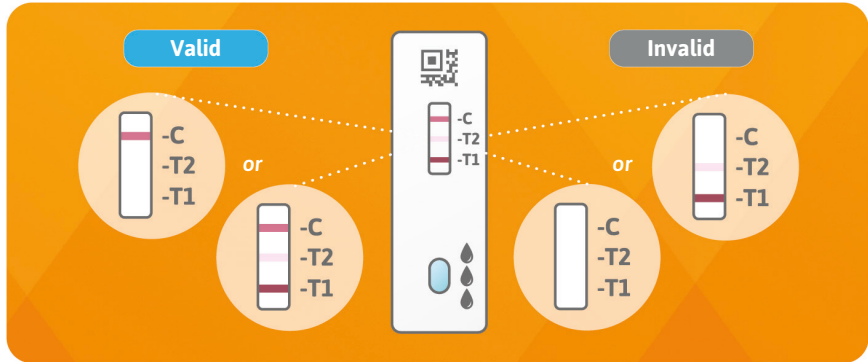 Valid
Invalid
-C
-T2
-T1
or
-C
-T2
-T1
-C
-T2
-T1
-C
-T2
-T1
or
-C
-T2
-T1